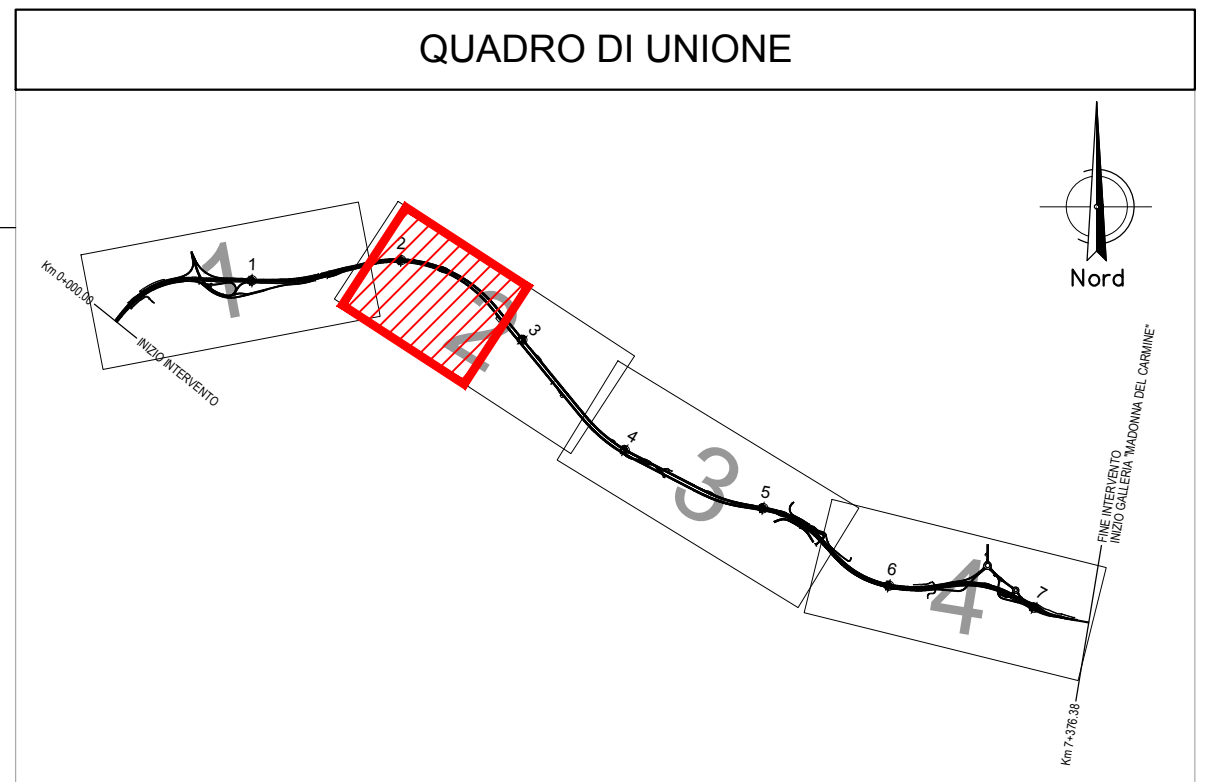 QUADRO DI UNIONE
Nord
1
2
3
4
1
2
3
4
5
6
7
Km 0+000.00
INIZIO INTERVENTO
FINE INTERVENTO
INIZIO GALLERIA "MADONNA DEL CARMINE"
Km 7+376.38